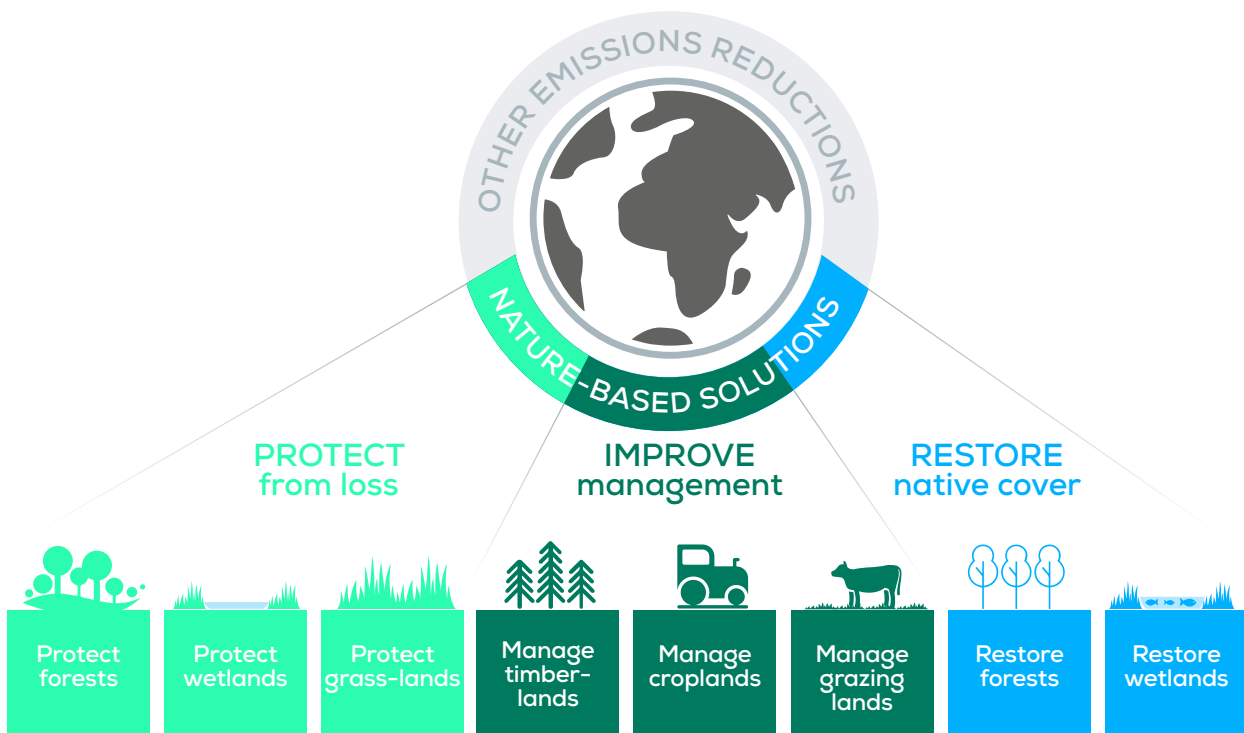 OTHER EMISSIONS REDUCTIONS
NATURE-BASED SOLUTIONS
PROTECT
from loss
IMPROVE
management
RESTORE
native cover
Protect
forests
Protect
wetlands
Protect
grass-lands
Manage
timber-
lands
Manage
croplands
Manage
grazing
lands
Restore
forests
Restore
wetlands